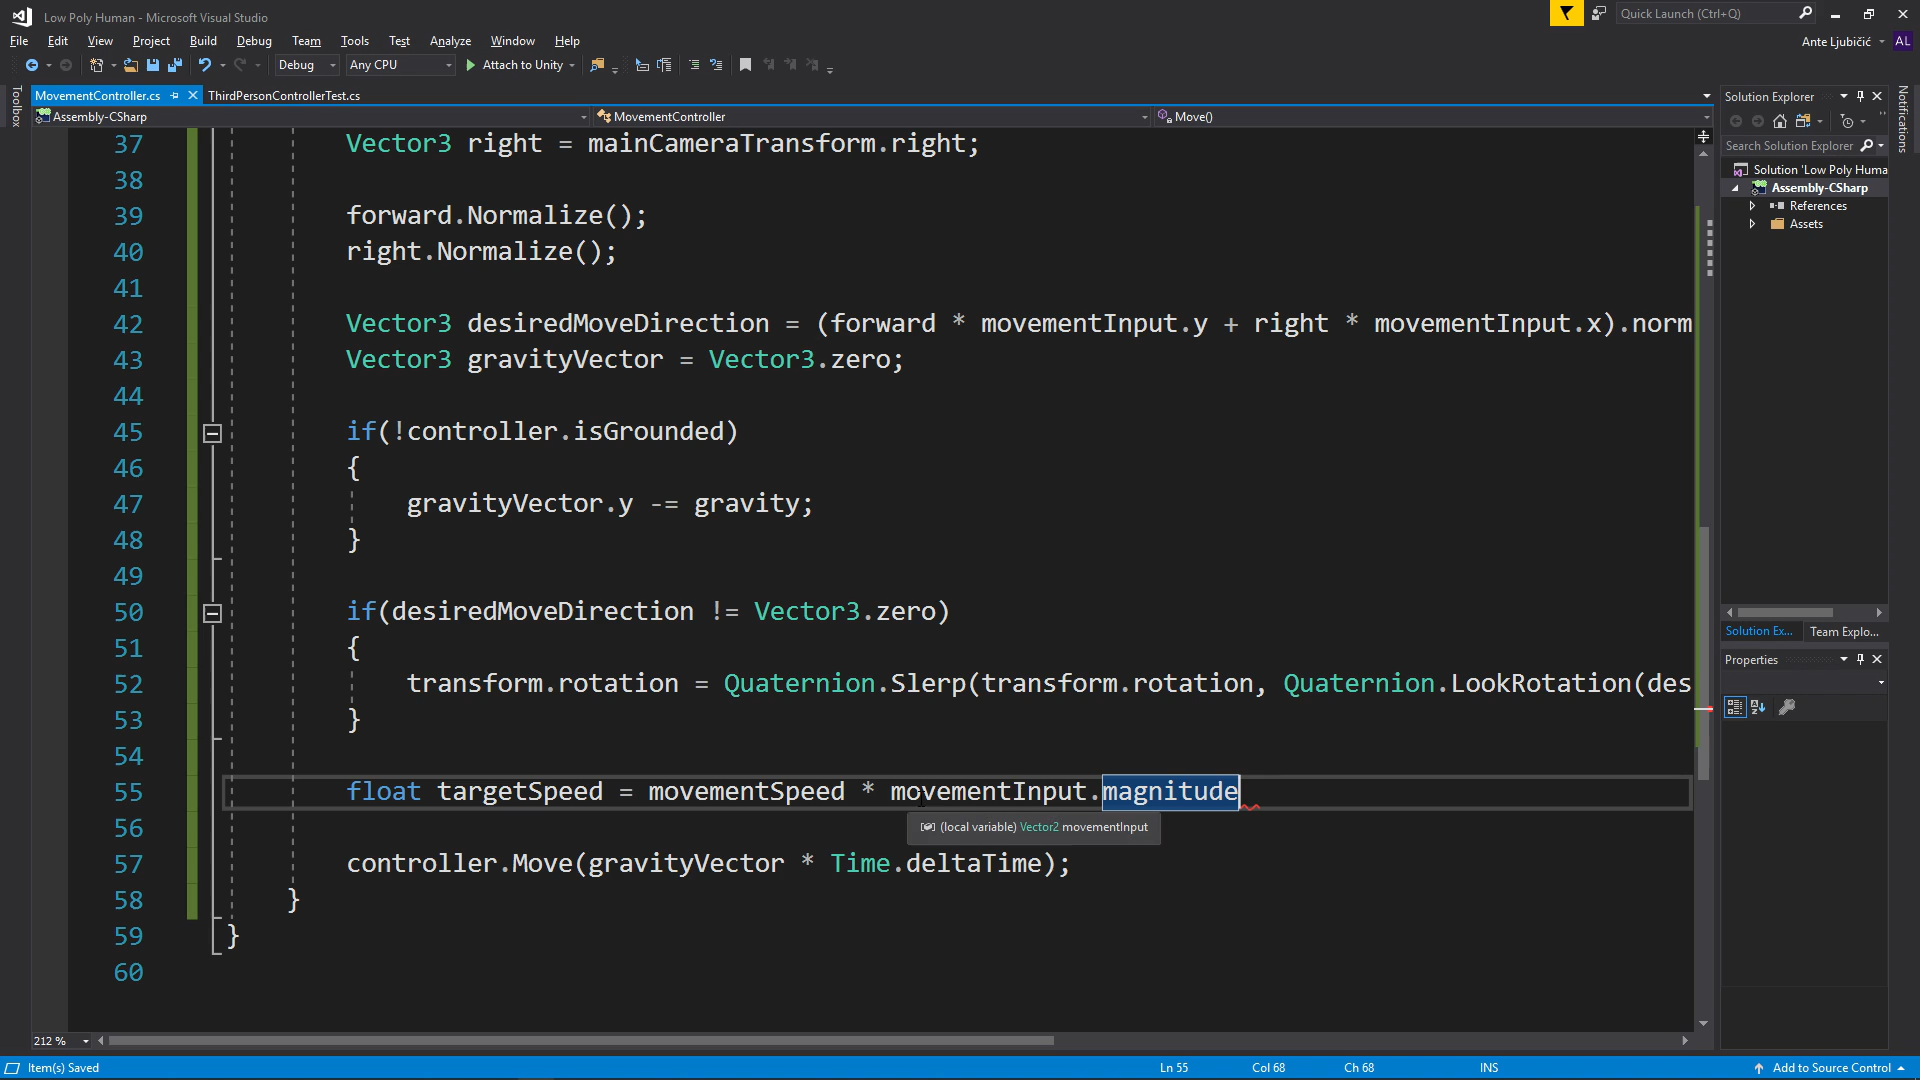 Low Poly Human - Microsoft Visual Studio
Quick Launch (Ctrl+Q)
File Edit View Project Build Debug Team Tools Test Analyze Window Help
Ante Ljubičić AL
Debug Any CPU Attach to Unity
MovementController.cs ThirdPersonControllerTest.cs
Assembly-CSharp MovementController Move()
Toolbox
37 Vector3 right = mainCameraTransform.right;
38
39 forward.Normalize();
40 right.Normalize();
41
42 Vector3 desiredMoveDirection = (forward * movementInput.y + right * movementInput.x).norm
43 Vector3 gravityVector = Vector3.zero;
44
45 if(!controller.isGrounded)
46 {
47 gravityVector.y -= gravity;
48 }
49
50 if(desiredMoveDirection != Vector3.zero)
51 {
52 transform.rotation = Quaternion.Slerp(transform.rotation, Quaternion.LookRotation(des
53 }
54
55 float targetSpeed = movementSpeed * movementInput.magnitude
(local variable) Vector2 movementInput
56
57 controller.Move(gravityVector * Time.deltaTime);
58 }
59 }
60
212 %
Solution Explorer
Search Solution Explorer
Solution 'Low Poly Huma
Assembly-CSharp
References
Assets
Solution Ex... Team Explo...
Properties
Notifications
Item(s) Saved Ln 55 Col 68 Ch 68 INS Add to Source Control